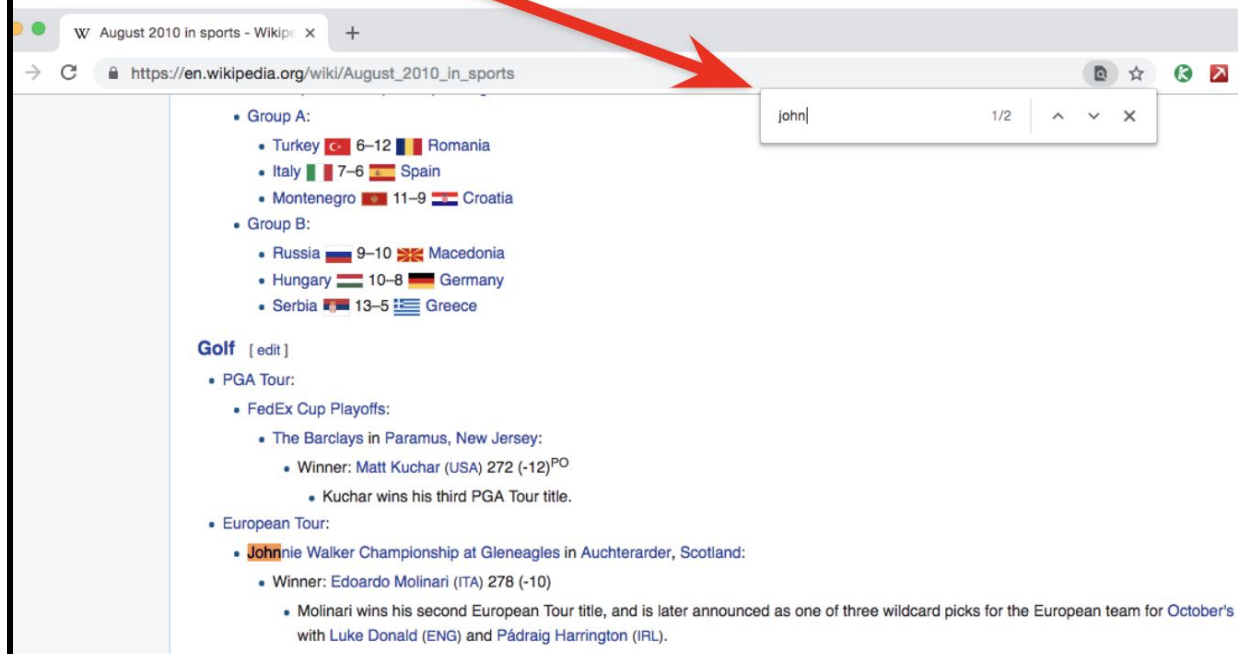 W August 2010 in sports - Wikipe × +
https://en.wikipedia.org/wiki/August_2010_in_sports
john 1/2
Group A:
Turkey 6–12 Romania
Italy 7–6 Spain
Montenegro 11–9 Croatia
Group B:
Russia 9–10 Macedonia
Hungary 10–8 Germany
Serbia 13–5 Greece
Golf [ edit ]
PGA Tour:
FedEx Cup Playoffs:
The Barclays in Paramus, New Jersey:
Winner: Matt Kuchar (USA) 272 (-12)PO
Kuchar wins his third PGA Tour title.
European Tour:
Johnnie Walker Championship at Gleneagles in Auchterarder, Scotland:
Winner: Edoardo Molinari (ITA) 278 (-10)
Molinari wins his second European Tour title, and is later announced as one of three wildcard picks for the European team for October's
with Luke Donald (ENG) and Pádraig Harrington (IRL).